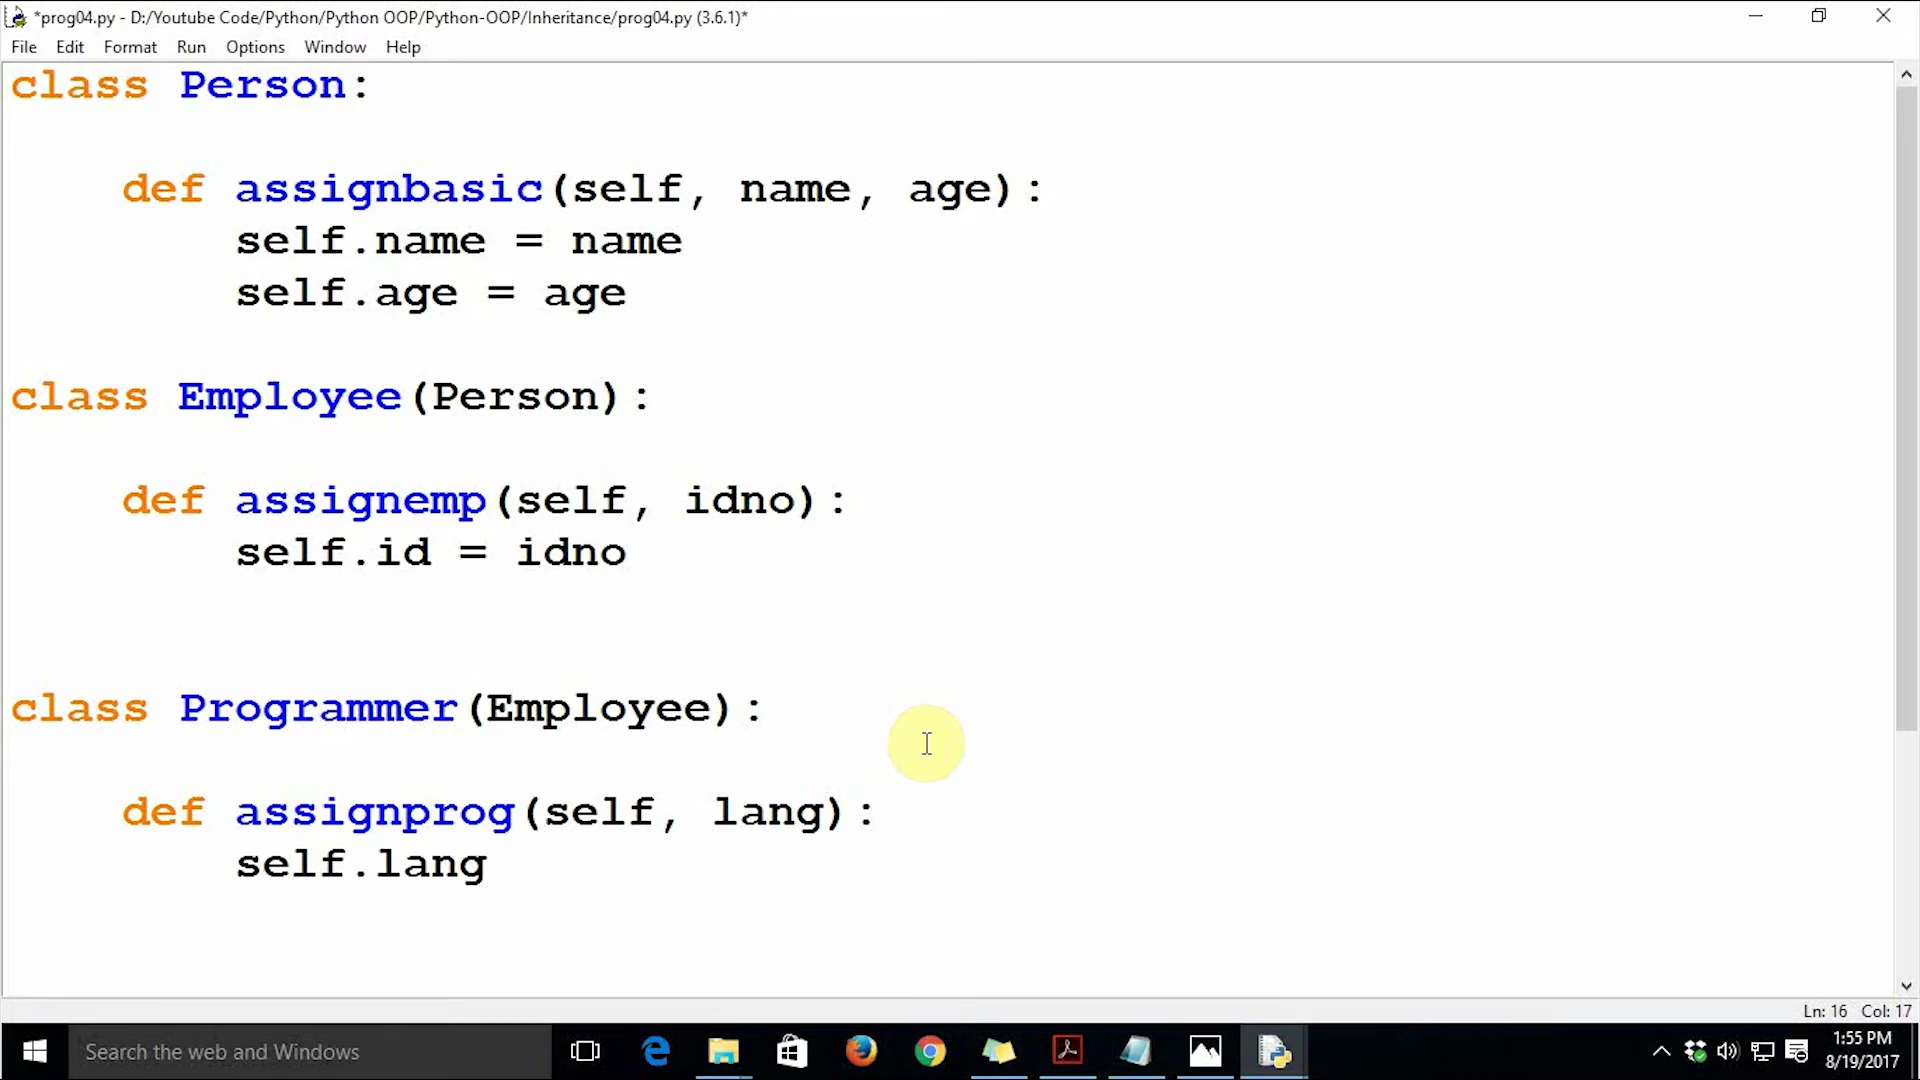 *prog04.py - D:/Youtube Code/Python/Python OOP/Python-OOP/Inheritance/prog04.py (3.6.1)*
File Edit Format Run Options Window Help
class Person:
def assignbasic(self, name, age):
self.name = name
self.age = age
class Employee(Person):
def assignemp(self, idno):
self.id = idno
class Programmer(Employee):
def assignprog(self, lang):
self.lang
Ln: 16 Col: 17
Search the web and Windows
1:55 PM
8/19/2017